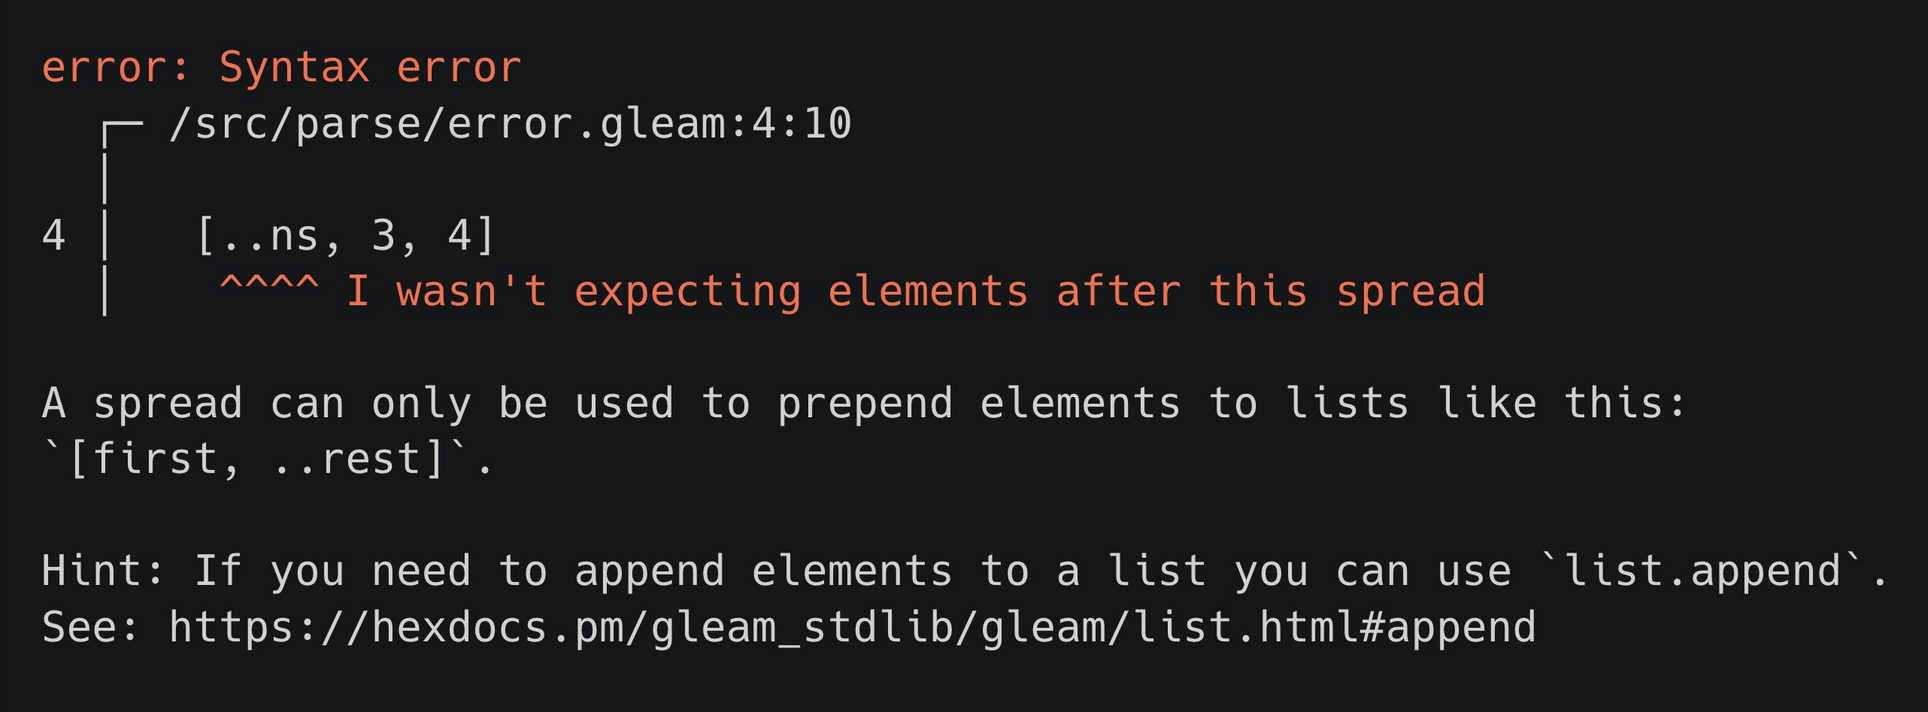 error: Syntax error
┌─ /src/parse/error.gleam:4:10
│
4 │   [..ns, 3, 4]
│    ^^^^ I wasn't expecting elements after this spread
A spread can only be used to prepend elements to lists like this:
`[first, ..rest]`.
Hint: If you need to append elements to a list you can use `list.append`.
See: https://hexdocs.pm/gleam_stdlib/gleam/list.html#append